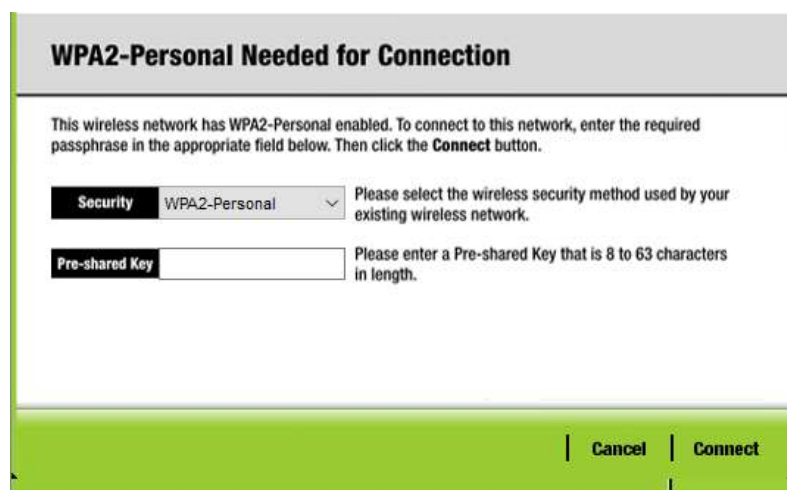 WPA2-Personal Needed for Connection
This wireless network has WPA2-Personal enabled. To connect to this network, enter the required
passphrase in the appropriate field below. Then click the Connect button.
Security WPA2-Personal Please select the wireless security method used by your
existing wireless network.
Pre-shared Key Please enter a Pre-shared Key that is 8 to 63 characters
in length.
Cancel Connect